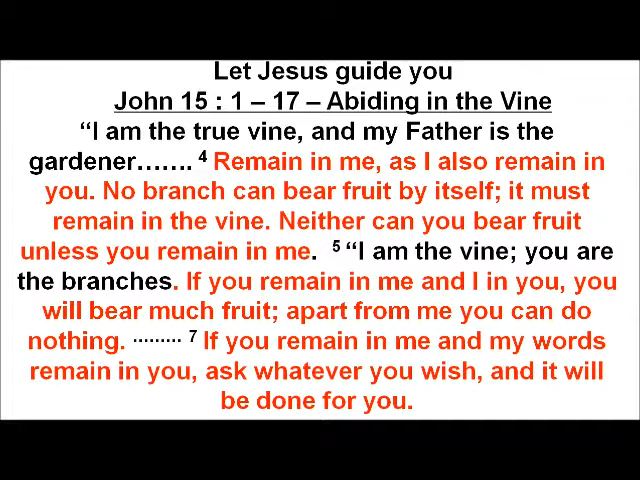 Let Jesus guide you
John 15 : 1 – 17 – Abiding in the Vine
“I am the true vine, and my Father is the
gardener……. 4 Remain in me, as I also remain in
you. No branch can bear fruit by itself; it must
remain in the vine. Neither can you bear fruit
unless you remain in me. 5 “I am the vine; you are
the branches. If you remain in me and I in you, you
will bear much fruit; apart from me you can do
nothing. ……… 7 If you remain in me and my words
remain in you, ask whatever you wish, and it will
be done for you.